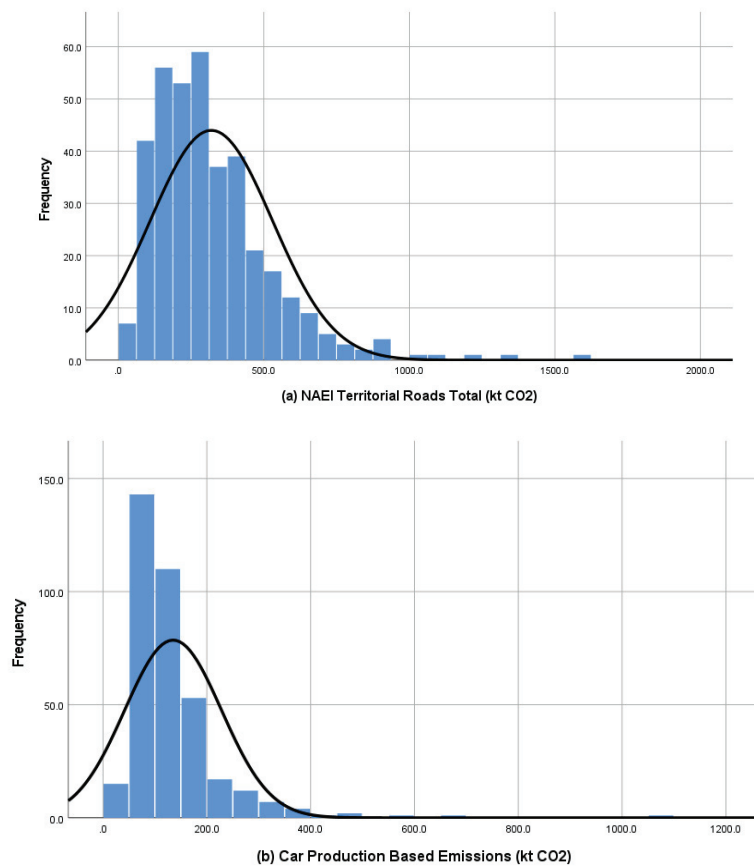 60.0
50.0
40.0
30.0
20.0
10.0
0.0
Frequency
.0 500.0 1000.0 1500.0 2000.0
(a) NAEI Territorial Roads Total (kt CO2)
150.0
100.0
50.0
0.0
Frequency
.0 200.0 400.0 600.0 800.0 1000.0 1200.0
(b) Car Production Based Emissions (kt CO2)